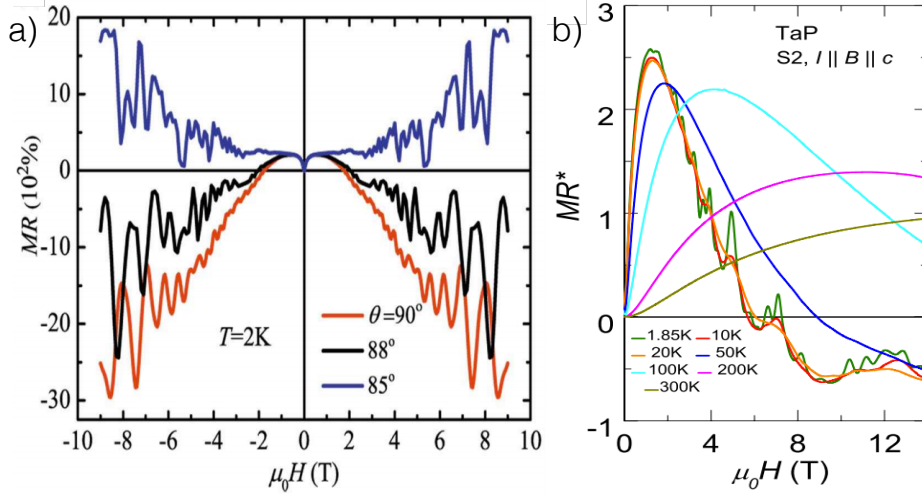 a)
MR (10²%)
20
10
0
-10
-20
-30
T=2K
θ=90°
88°
85°
-10 -8 -6 -4 -2 0 2 4 6 8 10
μ₀H (T)
b)
MR*
3
2
1
0
-1
TaP
S2, I || B || c
1.85K 10K
20K 50K
100K 200K
300K
0 4 8 12
μₒH (T)